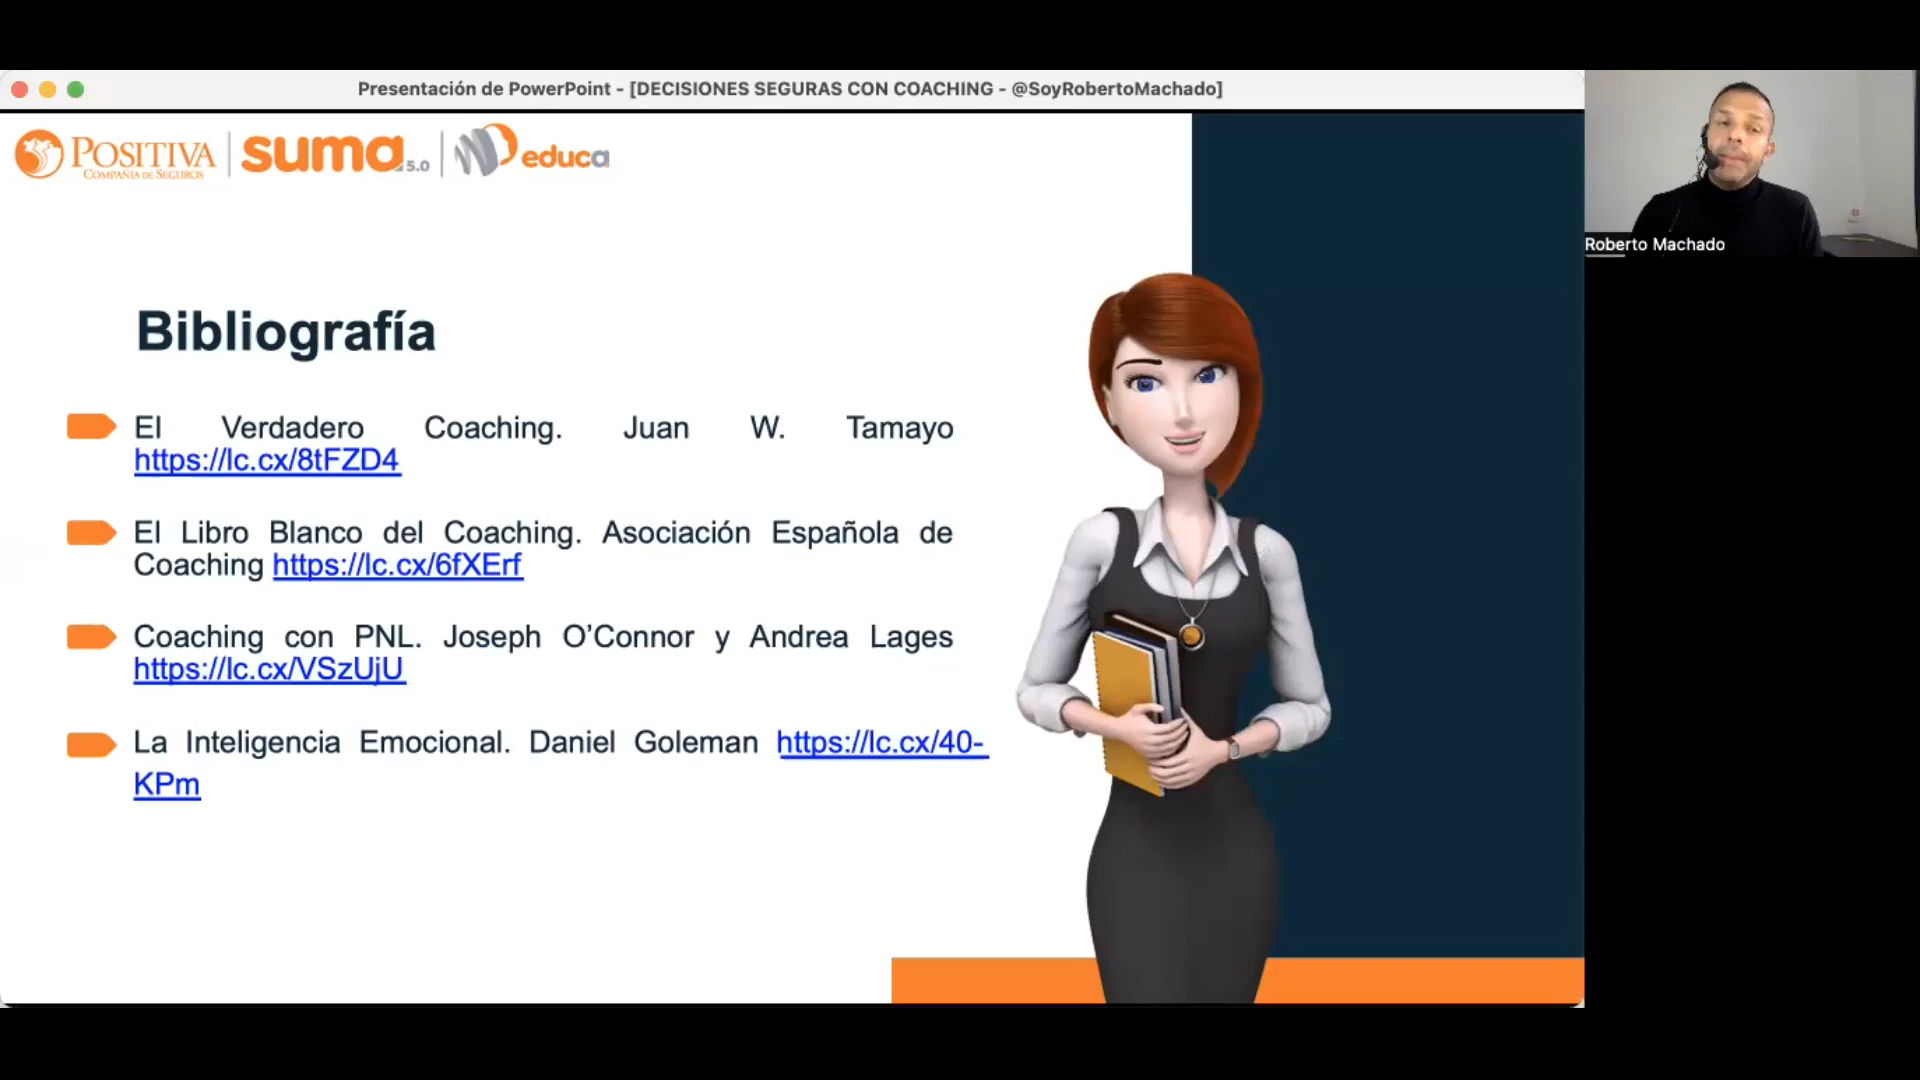 Presentación de PowerPoint - [DECISIONES SEGURAS CON COACHING - @SoyRobertoMachado]
POSITIVA
COMPAÑÍA DE SEGUROS
suma 5.0
educa
Roberto Machado
Bibliografía
El Verdadero Coaching. Juan W. Tamayo
https://lc.cx/8tFZD4
El Libro Blanco del Coaching. Asociación Española de
Coaching https://lc.cx/6fXErf
Coaching con PNL. Joseph O’Connor y Andrea Lages
https://lc.cx/VSzUjU
La Inteligencia Emocional. Daniel Goleman https://lc.cx/40-
KPm